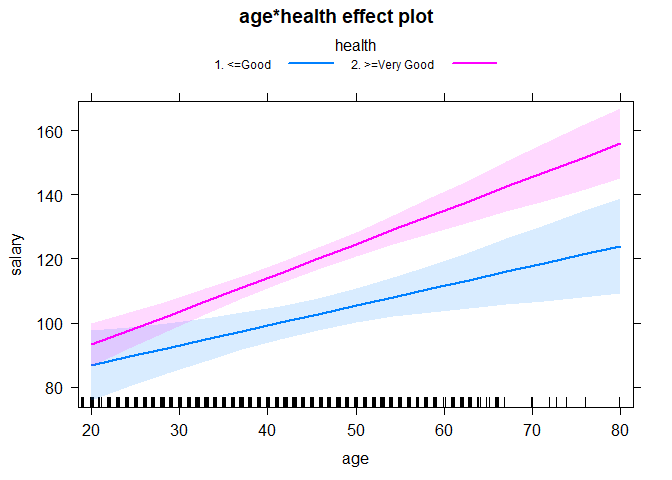 age*health effect plot
health
1. <=Good 2. >=Very Good
160
140
120
100
80
salary
20 30 40 50 60 70 80
age